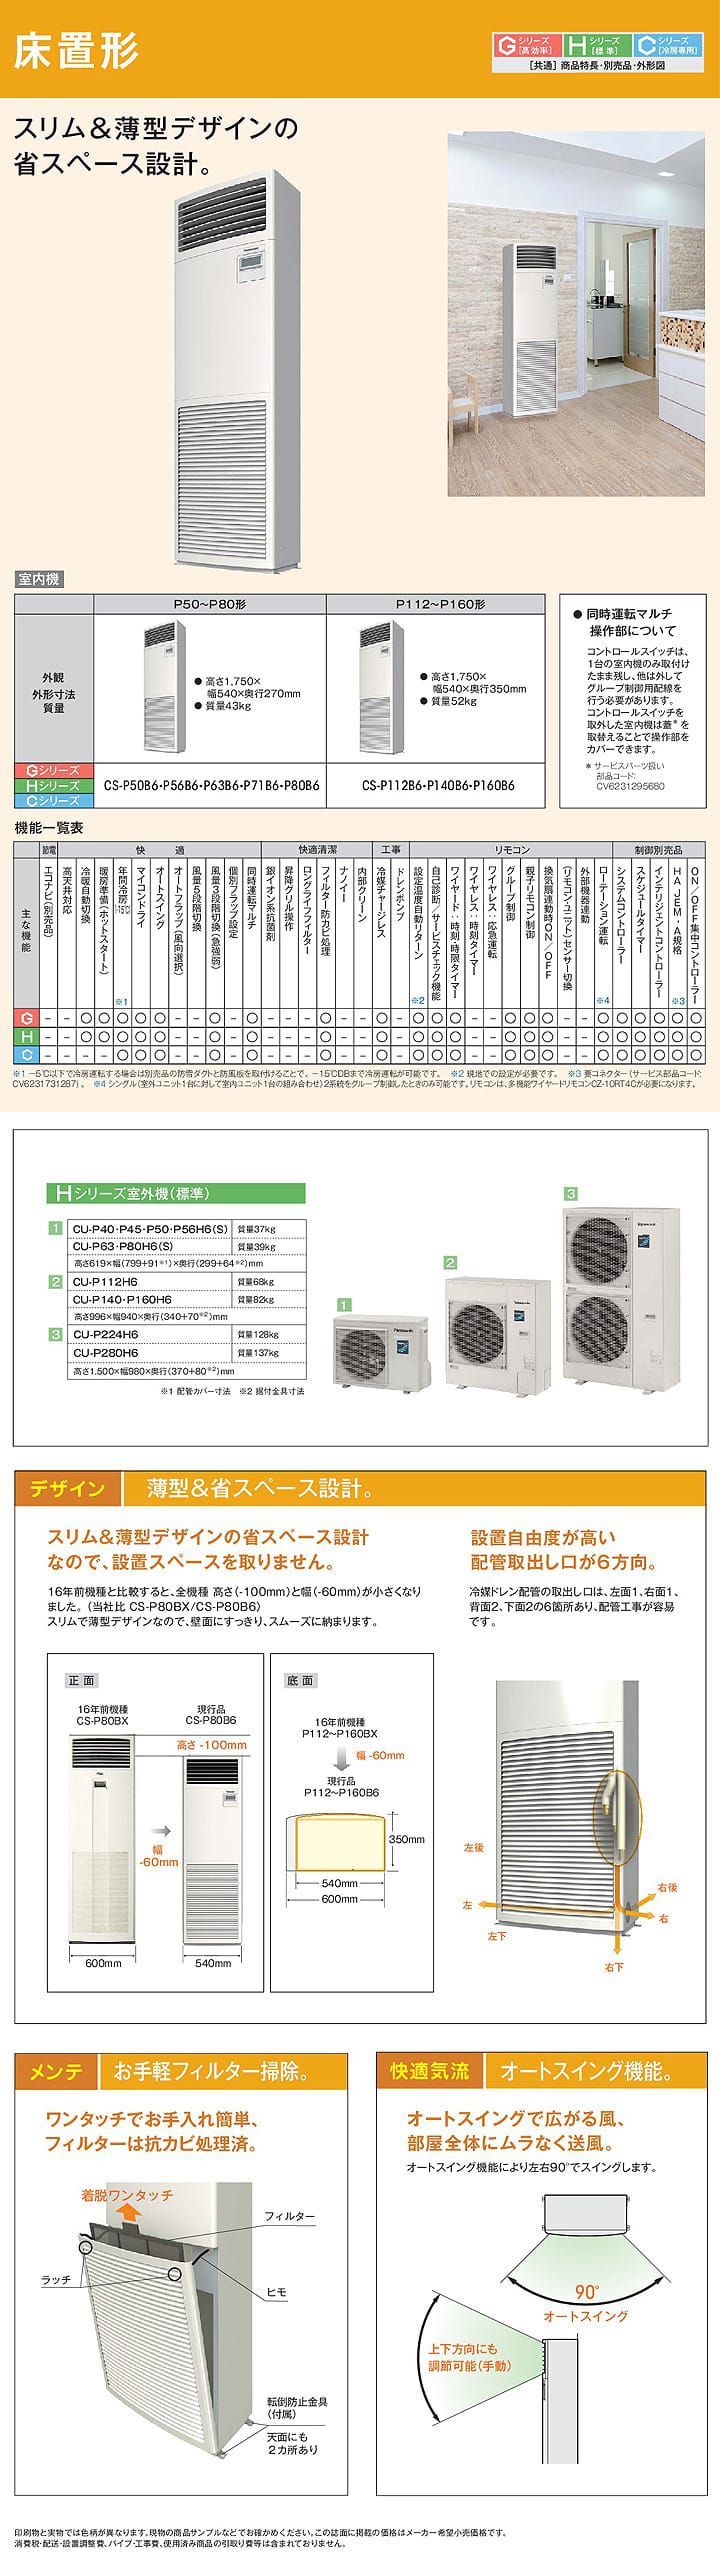 床置形
Gシリーズ[高効率]
Hシリーズ[標準]
Cシリーズ[冷房専用]
[共通] 商品特長・別売品・外形図
スリム&薄型デザインの
省スペース設計。
室内機
P50～P80形
P112～P160形
外観
外形寸法
質量
● 高さ1,750×
幅540×奥行270mm
● 質量43kg
● 高さ1,750×
幅540×奥行350mm
● 質量52kg
Gシリーズ
Hシリーズ
Cシリーズ
CS-P50B6・P56B6・P63B6・P71B6・P80B6
CS-P112B6・P140B6・P160B6
● 同時運転マルチ
操作部について
コントロールスイッチは、
1台の室内機のみ取付け
たまま残し、他は外して
グループ制御用配線を
行う必要があります。
コントロールスイッチを
取外した室内機は蓋*を
取替えることで操作部を
カバーできます。
* サービスパーツ扱い
部品コード:
CV6231295680
機能一覧表
主な機能
節電
快適
快適清潔
工事
リモコン
制御別売品
エコナビ(別売品)
高天井対応
冷暖自動切換
暖房準備(ホットスタート)
年間冷房(-15℃) ※1
マイコンドライ
オートスイング
オートフラップ(風向選択)
風量5段階切換
風量3段階切換(急強弱)
個別フラップ設定
同時運転マルチ
銀イオン抗菌剤
昇降グリル操作
ロングライフフィルター
フィルター防カビ処理
ナノイー
内部クリーン
冷媒チャージレス
ドレンポンプ
設定温度自動リターン ※2
自己診断/サービスチェック機能
ワイヤード:時刻・時限タイマー
ワイヤレス:時刻タイマー
ワイヤレス:応急運転
グループ制御
親子リモコン制御
換気扇連動時ON/OFF
(リモコン・ユニット)センサー切換
外部機器連動
ローテーション運転 ※4
システムコントローラー
スケジュールタイマー
インテリジェントコントローラー
HA JEM-A規格 ※3
ON/OFF集中コントローラー
G – – ○ ○ ○ ○ ○ – – ○ – ○ – – – ○ – – ○ – ○ ○ ○ – – ○ ○ ○ – – ○ ○ ○ ○ ○ ○
H – – ○ ○ ○ ○ ○ – – ○ – ○ – – – ○ – – ○ – ○ ○ ○ – – ○ ○ ○ – – ○ ○ ○ ○ ○ ○
C – – – – ○ ○ ○ – – ○ – ○ – – – ○ – – ○ – ○ ○ ○ – – ○ ○ ○ – – ○ ○ ○ ○ ○ ○
※1 −5℃以下で冷房運転する場合は別売品の防雪ダクトと防風板を取付けることで、−15℃DBまで冷房運転が可能です。 ※2 現地での設定が必要です。 ※3 要コネクター(サービス部品コード:
CV6231731287)。 ※4 シングル(室外ユニット1台に対して室内ユニット1台の組み合わせ)2系統をグループ制御したときのみ可能です。リモコンは、多機能ワイヤードリモコンCZ-10RT4Cが必要になります。
Hシリーズ室外機(標準)
1 CU-P40・P45・P50・P56H6(S) 質量37kg
CU-P63・P80H6(S) 質量39kg
高さ619×幅(799+91※1)×奥行(299+64※2)mm
2 CU-P112H6 質量68kg
CU-P140・P160H6 質量82kg
高さ996×幅940×奥行(340+70※2)mm
3 CU-P224H6 質量128kg
CU-P280H6 質量137kg
高さ1,500×幅980×奥行(370+80※2)mm
※1 配管カバー寸法 ※2 据付金具寸法
1
2
3
Panasonic
Panasonic
Panasonic
デザイン
薄型&省スペース設計。
スリム&薄型デザインの省スペース設計
なので、設置スペースを取りません。
16年前機種と比較すると、全機種 高さ(-100mm)と幅(-60mm)が小さくなり
ました。(当社比 CS-P80BX/CS-P80B6)
スリムで薄型デザインなので、壁面にすっきり、スムーズに納まります。
設置自由度が高い
配管取出し口が6方向。
冷媒ドレン配管の取出し口は、左面1、右面1、
背面2、下面2の6箇所あり、配管工事が容易
です。
正面
16年前機種
CS-P80BX
現行品
CS-P80B6
高さ -100mm
幅
-60mm
600mm
540mm
底面
16年前機種
P112～P160BX
幅 -60mm
現行品
P112～P160B6
350mm
540mm
600mm
左後
左
左下
右後
右
右下
メンテ
お手軽フィルター掃除。
ワンタッチでお手入れ簡単、
フィルターは抗カビ処理済。
着脱ワンタッチ
フィルター
ラッチ
ヒモ
転倒防止金具
(付属)
天面にも
2カ所あり
快適気流
オートスイング機能。
オートスイングで広がる風、
部屋全体にムラなく送風。
オートスイング機能により左右90°でスイングします。
90°
オートスイング
上下方向にも
調節可能(手動)
印刷物と実物では色柄が異なります。現物の商品サンプルなどでお確かめください。この誌面に掲載の価格はメーカー希望小売価格です。
消費税・配送・設置調整費、パイプ・工事費、使用済み商品の引取り費等は含まれておりません。